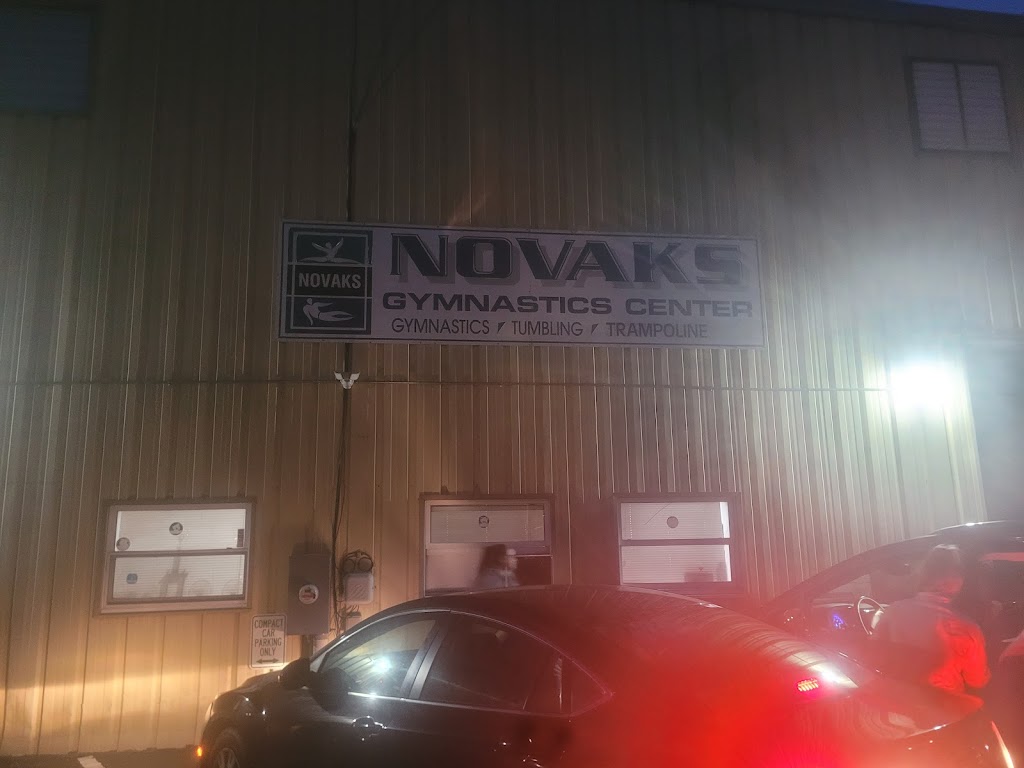 NOVAKS
NOVAKS
GYMNASTICS CENTER
GYMNASTICS TUMBLING TRAMPOLINE
COMPACT
CAR
PARKING
ONLY